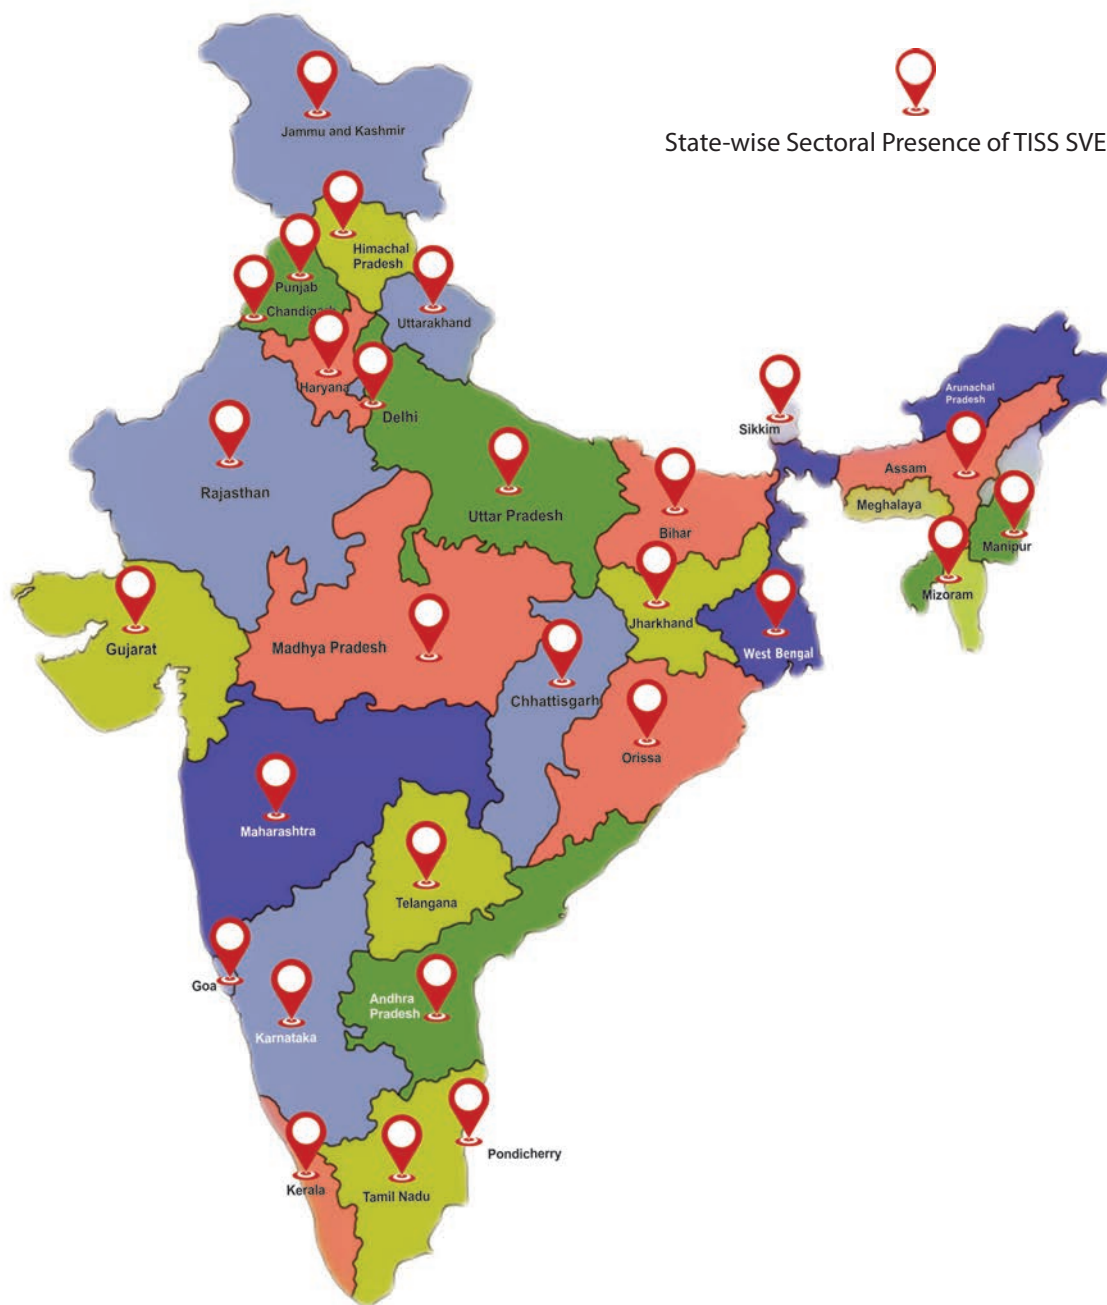 State-wise Sectoral Presence of TISS SVE
Jammu and Kashmir
Himachal
Pradesh
Punjab
Chandigarh
Uttarakhand
Haryana
Delhi
Rajasthan
Uttar Pradesh
Sikkim
Arunachal
Pradesh
Assam
Meghalaya
Manipur
Mizoram
Bihar
Jharkhand
West Bengal
Gujarat
Madhya Pradesh
Chhattisgarh
Orissa
Maharashtra
Telangana
Goa
Karnataka
Andhra
Pradesh
Pondicherry
Kerala
Tamil Nadu